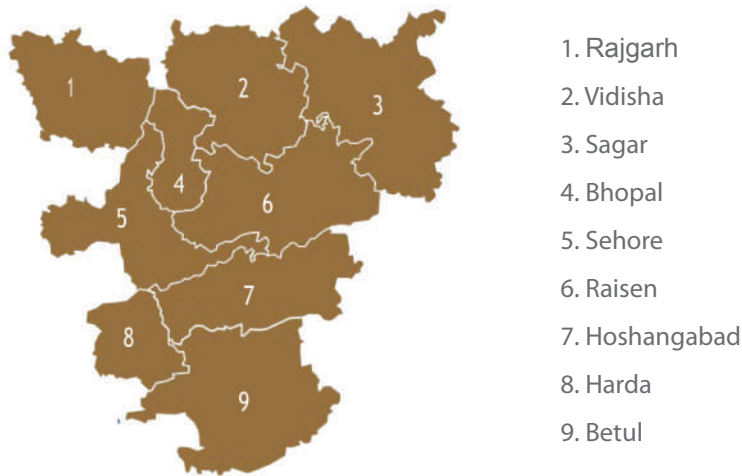 1
2
3
4
5
6
7
8
9
1. Rajgarh
2. Vidisha
3. Sagar
4. Bhopal
5. Sehore
6. Raisen
7. Hoshangabad
8. Harda
9. Betul